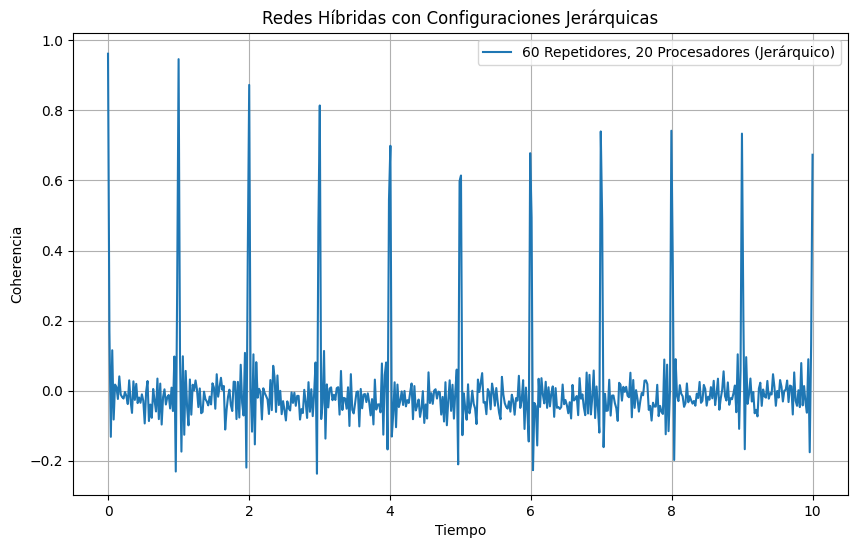 Redes Híbridas con Configuraciones Jerárquicas
60 Repetidores, 20 Procesadores (Jerárquico)
Coherencia
1.0
0.8
0.6
0.4
0.2
0.0
−0.2
0 2 4 6 8 10
Tiempo